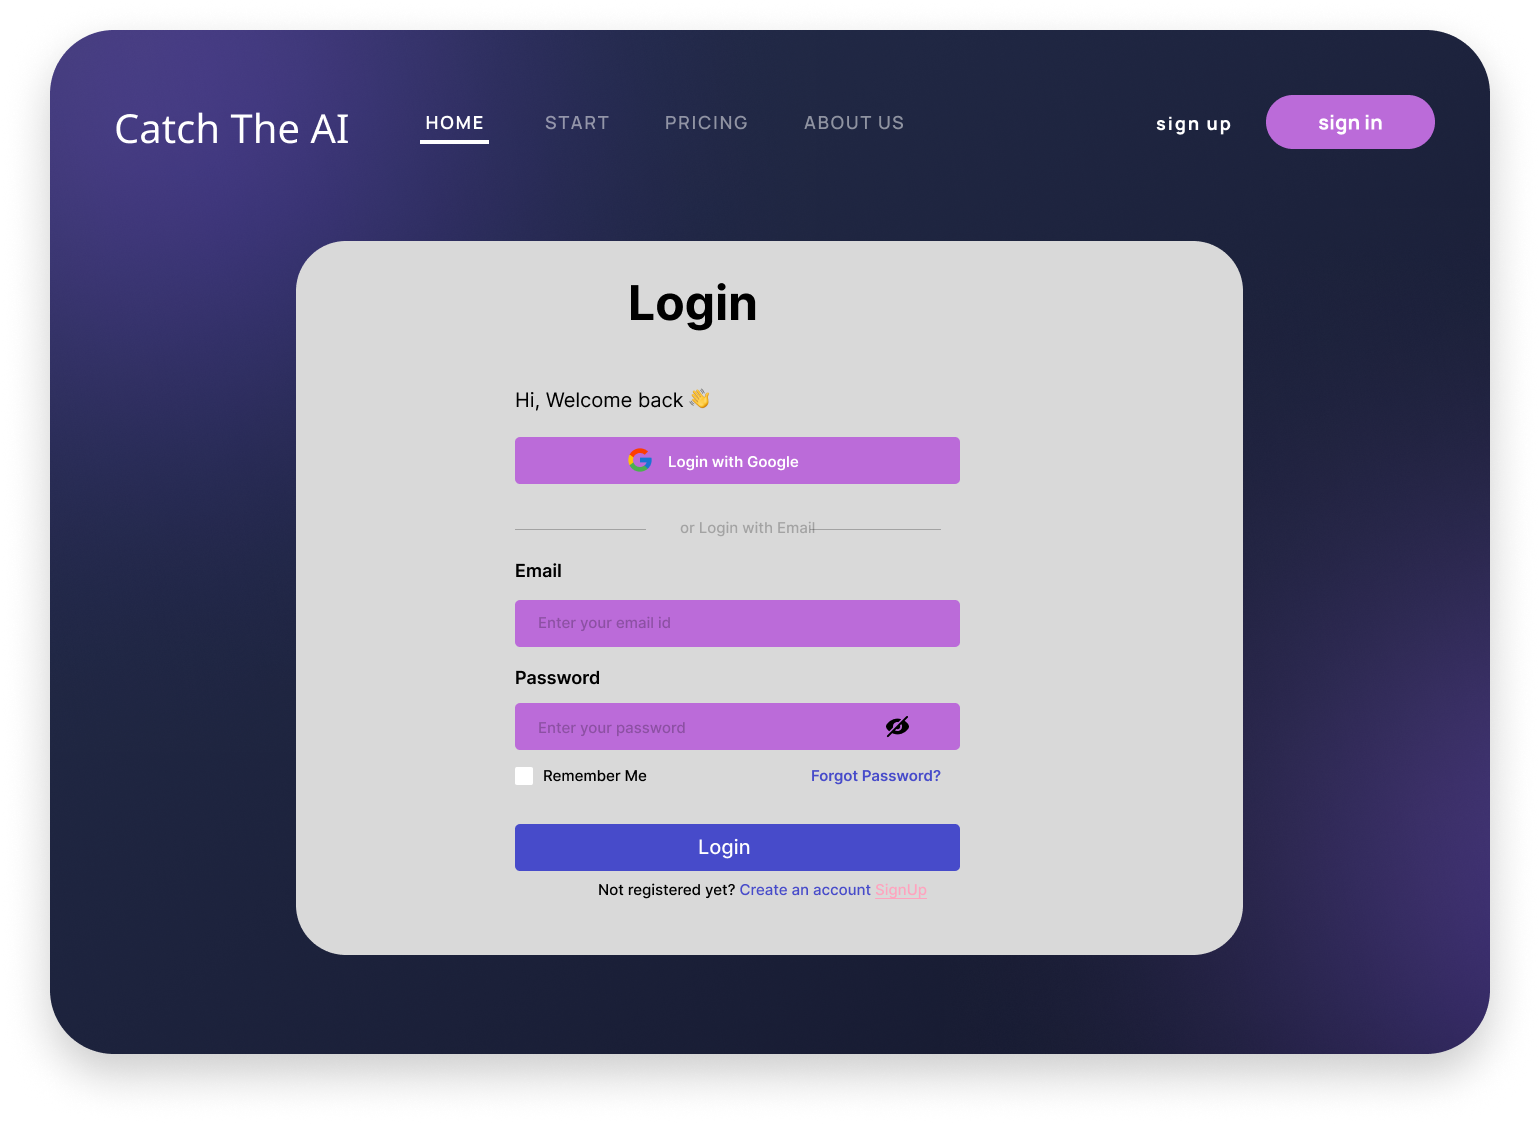 Catch The AI HOME START PRICING ABOUT US sign up sign in
Login
Hi, Welcome back 👋
Login with Google
or Login with Email
Email
Enter your email id
Password
Enter your password
Remember Me Forgot Password?
Login
Not registered yet? Create an account SignUp